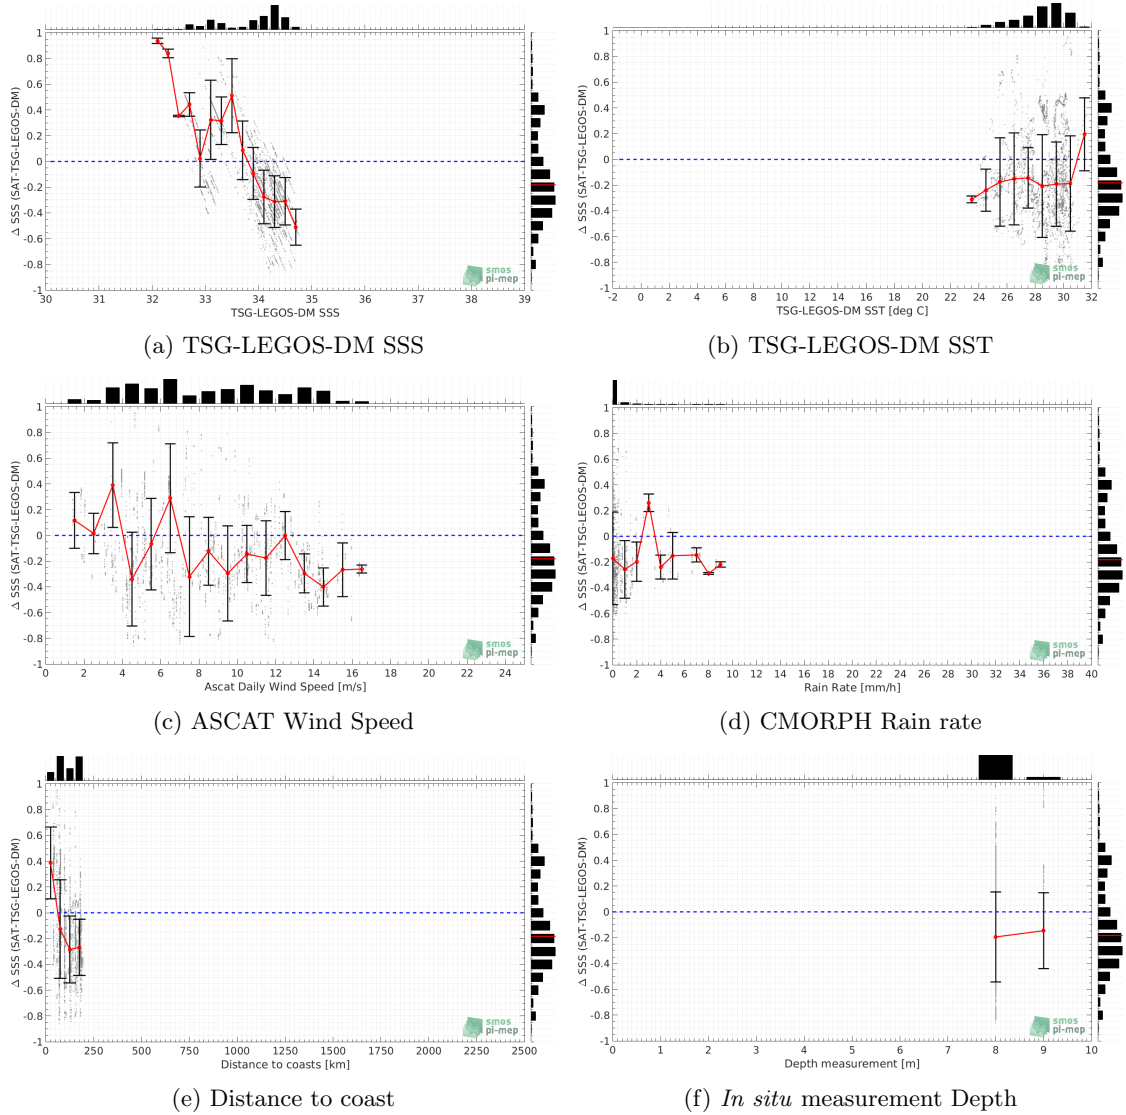 1
0.8
0.6
0.4
0.2
0
-0.2
-0.4
-0.6
-0.8
-1
Δ SSS (SAT-TSG-LEGOS-DM)
30 31 32 33 34 35 36 37 38 39
TSG-LEGOS-DM SSS
smos
pi-mep
(a) TSG-LEGOS-DM SSS
1
0.8
0.6
0.4
0.2
0
-0.2
-0.4
-0.6
-0.8
-1
Δ SSS (SAT-TSG-LEGOS-DM)
-2 0 2 4 6 8 10 12 14 16 18 20 22 24 26 28 30 32
TSG-LEGOS-DM SST [deg C]
smos
pi-mep
(b) TSG-LEGOS-DM SST
1
0.8
0.6
0.4
0.2
0
-0.2
-0.4
-0.6
-0.8
-1
Δ SSS (SAT-TSG-LEGOS-DM)
0 2 4 6 8 10 12 14 16 18 20 22 24
Ascat Daily Wind Speed [m/s]
smos
pi-mep
(c) ASCAT Wind Speed
1
0.8
0.6
0.4
0.2
0
-0.2
-0.4
-0.6
-0.8
-1
Δ SSS (SAT-TSG-LEGOS-DM)
0 2 4 6 8 10 12 14 16 18 20 22 24 26 28 30 32 34 36 38 40
Rain Rate [mm/h]
smos
pi-mep
(d) CMORPH Rain rate
1
0.8
0.6
0.4
0.2
0
-0.2
-0.4
-0.6
-0.8
-1
Δ SSS (SAT-TSG-LEGOS-DM)
0 250 500 750 1000 1250 1500 1750 2000 2250 2500
Distance to coasts [km]
smos
pi-mep
(e) Distance to coast
1
0.8
0.6
0.4
0.2
0
-0.2
-0.4
-0.6
-0.8
-1
Δ SSS (SAT-TSG-LEGOS-DM)
0 1 2 3 4 5 6 7 8 9 10
Depth measurement [m]
smos
pi-mep
(f) In situ measurement Depth